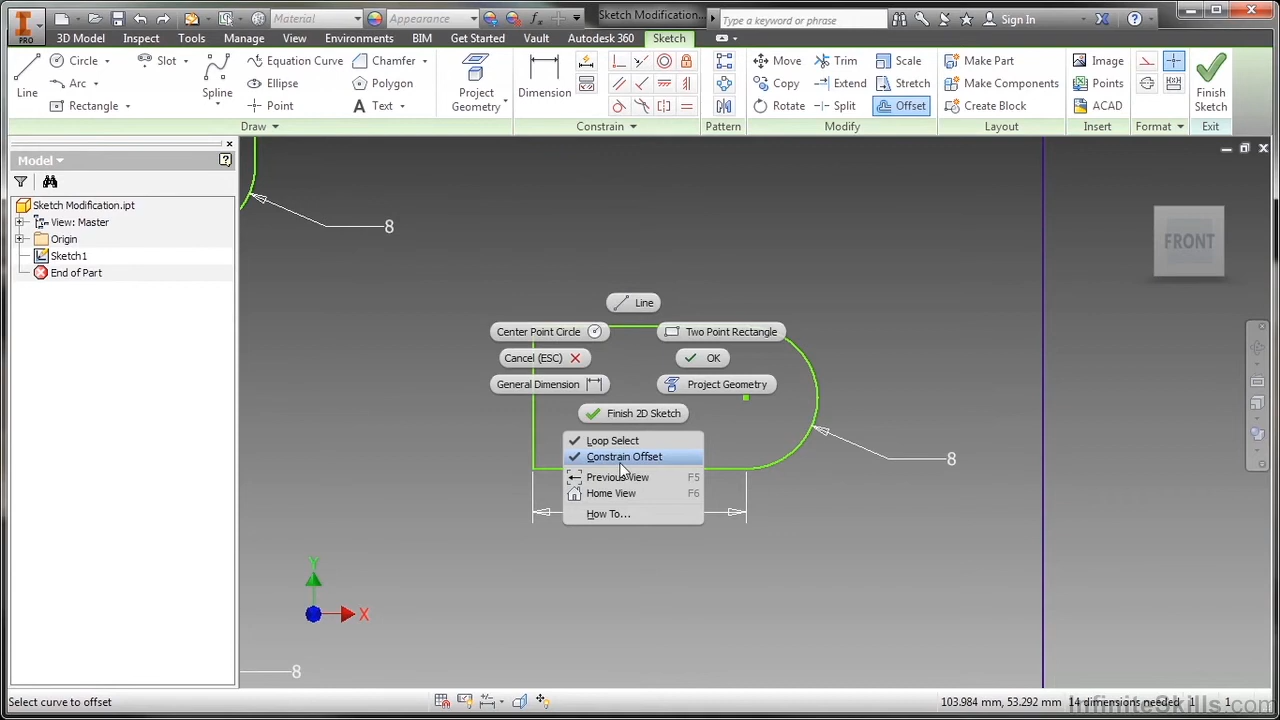 Material
Appearance
Sketch Modification...
Type a keyword or phrase
Sign In
PRO
3D Model
Inspect
Tools
View
Manage
Environments
BIM
Get Started
Vault
Autodesk 360
Sketch
Line
Circle
Arc
Rectangle
Slot
Spline
Equation Curve
Ellipse
Point
Chamfer
Polygon
Text
Project
Geometry
Dimension
Move
Copy
Rotate
Trim
Extend
Split
Scale
Stretch
Offset
Make Part
Make Components
Create Block
Image
Points
ACAD
Finish
Sketch
Draw
Constrain
Pattern
Modify
Layout
Insert
Format
Exit
Model
Sketch Modification.ipt
View: Master
Origin
Sketch1
End of Part
8
FRONT
Line
Center Point Circle
Two Point Rectangle
Cancel (ESC)
OK
General Dimension
Project Geometry
Finish 2D Sketch
Loop Select
Constrain Offset
Previous View F5
Home View F6
How To...
8
Y
X
8
Select curve to offset
103.984 mm, 53.292 mm
14 dimensions needed
1
1
InfiniteSkills.com